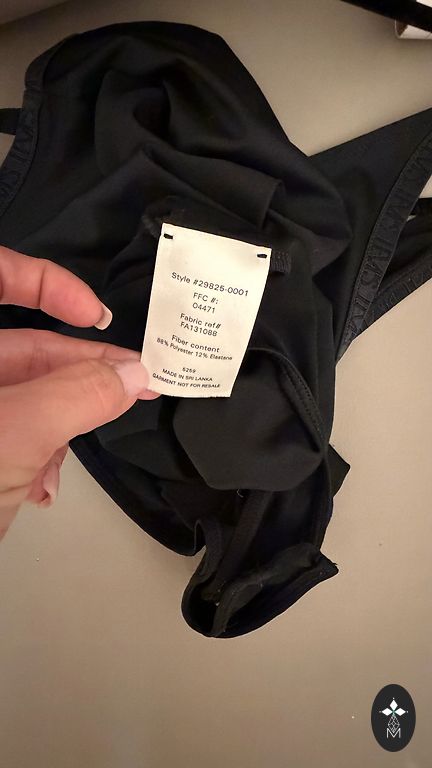 Style #29825-0001
FFC #:
04471
Fabric ref#
FA131088
Fiber content
88% Polyester 12% Elastane
6259
MADE IN SRI LANKA
GARMENT NOT FOR RESALE
M